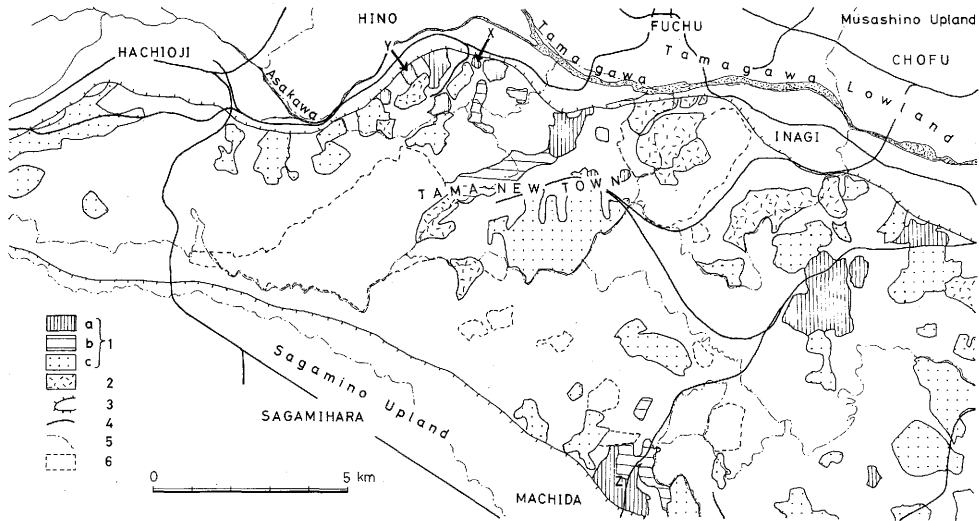 HINO
FUCHU
Musashino Upland
HACHIOJI
Y
X
Tamagawa
Tamagawa
CHOFU
Asakawa
Lowland
INAGI
TAMA NEW TOWN
a
b 1
c
2
3
4
5
6
Sagamino Upland
SAGAMIHARA
0 5 km
MACHIDA
Z